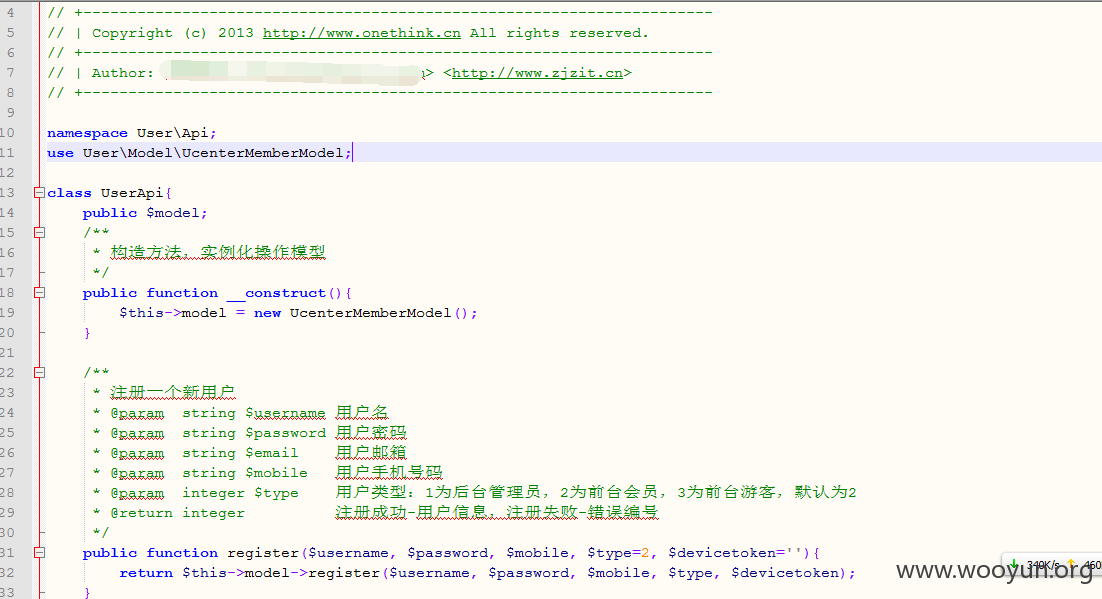 4 // +----------------------------------------------------------------------
5 // | Copyright (c) 2013 http://www.onethink.cn All rights reserved.
6 // +----------------------------------------------------------------------
7 // | Author: > <http://www.zjzit.cn>
8 // +----------------------------------------------------------------------
9
10 namespace User\Api;
11 use User\Model\UcenterMemberModel;
12
13 class UserApi{
14 public $model;
15 /**
16 * 构造方法，实例化操作模型
17 */
18 public function __construct(){
19 $this->model = new UcenterMemberModel();
20 }
21
22 /**
23 * 注册一个新用户
24 * @param string $username 用户名
25 * @param string $password 用户密码
26 * @param string $email 用户邮箱
27 * @param string $mobile 用户手机号码
28 * @param integer $type 用户类型：1为后台管理员，2为前台会员，3为前台游客，默认为2
29 * @return integer 注册成功-用户信息，注册失败-错误编号
30 */
31 public function register($username, $password, $mobile, $type=2, $devicetoken=''){
32 return $this->model->register($username, $password, $mobile, $type, $devicetoken);
33 }
340K/s 460
www.wooyun.org